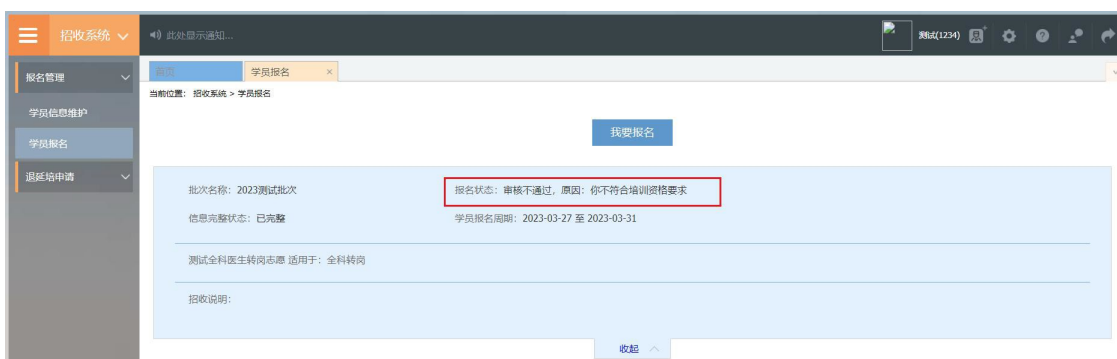 招收系统
此处显示通知...
测试(1234)
报名管理
首页
学员报名
当前位置： 招收系统 > 学员报名
学员信息维护
学员报名
我要报名
退延培申请
批次名称：2023测试批次
报名状态：审核不通过，原因：你不符合培训资格要求
信息完整状态：已完整
学员报名周期：2023-03-27 至 2023-03-31
测试全科医生转岗志愿 适用于：全科转岗
招收说明：
收起